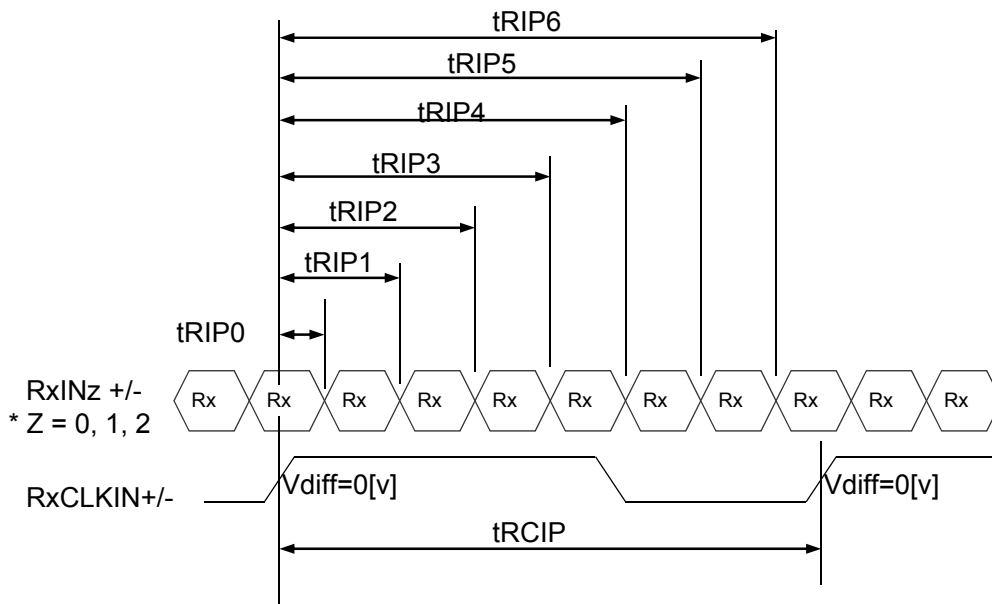 tRIP6
tRIP5
tRIP4
tRIP3
tRIP2
tRIP1
tRIP0
RxINz +/-
* Z = 0, 1, 2
Rx Rx Rx Rx Rx Rx Rx Rx Rx Rx Rx
RxCLKIN+/-
Vdiff=0[v] Vdiff=0[v]
tRCIP